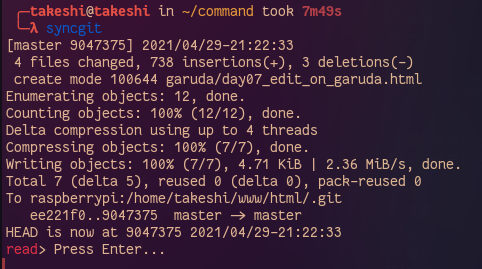 takeshi@takeshi in ~/command took 7m49s
λ syncgit
[master 9047375] 2021/04/29-21:22:33
4 files changed, 738 insertions(+), 3 deletions(-)
create mode 100644 garuda/day07_edit_on_garuda.html
Enumerating objects: 12, done.
Counting objects: 100% (12/12), done.
Delta compression using up to 4 threads
Compressing objects: 100% (7/7), done.
Writing objects: 100% (7/7), 4.71 KiB | 2.36 MiB/s, done.
Total 7 (delta 5), reused 0 (delta 0), pack-reused 0
To raspberrypi:/home/takeshi/www/html/.git
ee221f0..9047375 master -> master
HEAD is now at 9047375 2021/04/29-21:22:33
read> Press Enter...